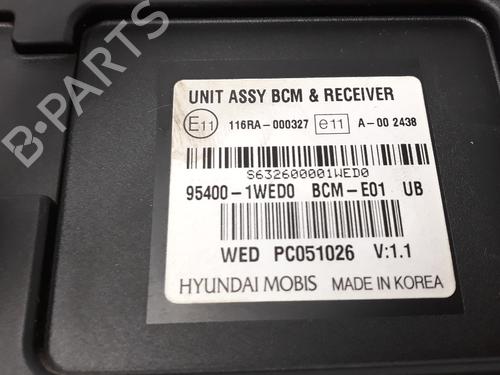 B-PARTS
UNIT ASSY BCM & RECEIVER
E11 116RA-000327 e11 A-00 2438
S632600001WED0
95400-1WED0 BCM-E01 UB
WED PC051026 V:1.1
HYUNDAI MOBIS MADE IN KOREA